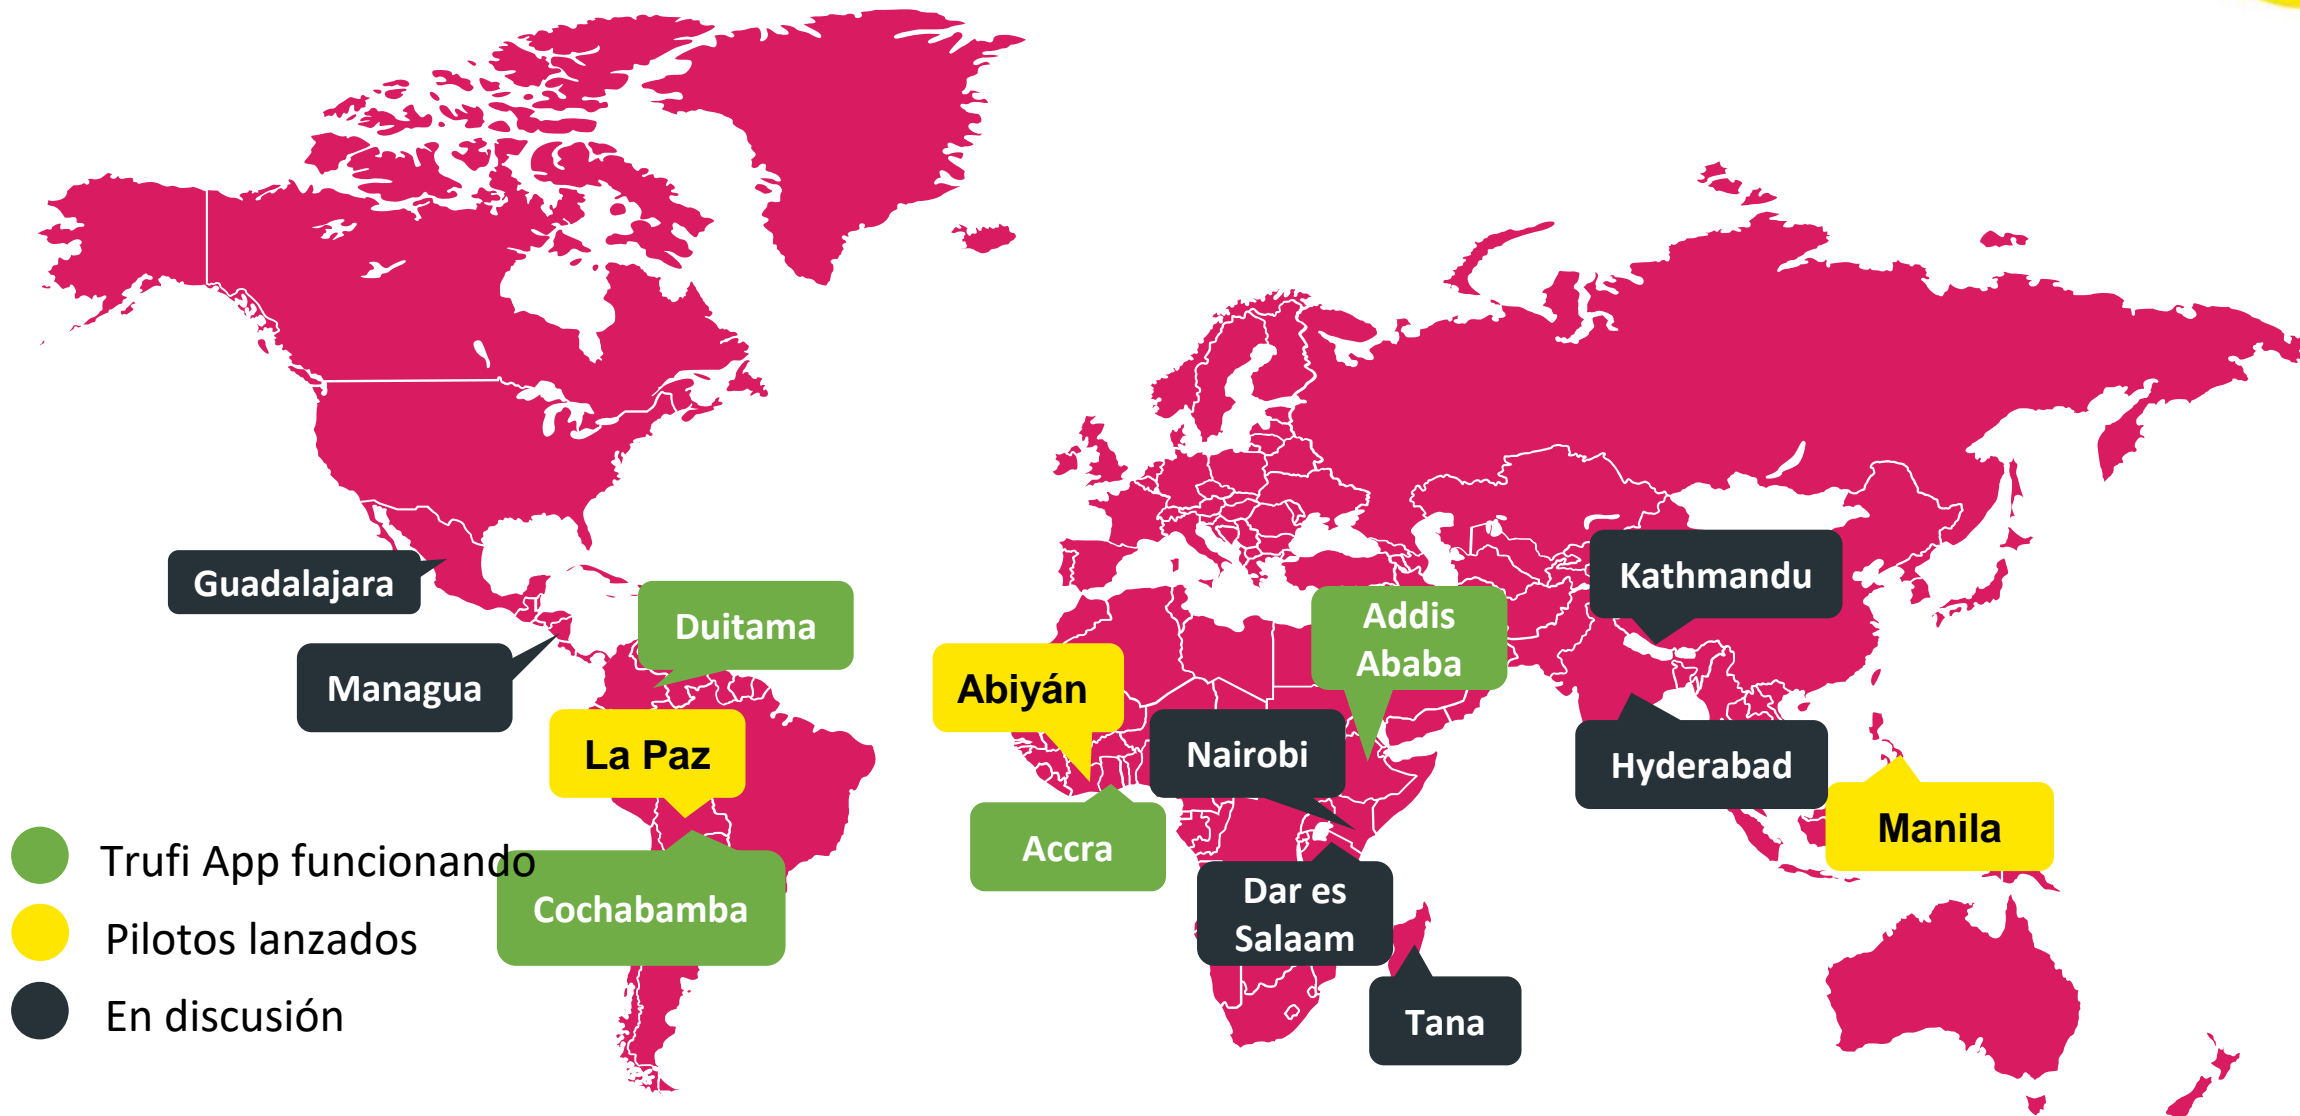 Guadalajara
Managua
Duitama
La Paz
Cochabamba
Abiyán
Accra
Addis
Ababa
Nairobi
Dar es
Salaam
Tana
Kathmandu
Hyderabad
Manila
Trufi App funcionando
Pilotos lanzados
En discusión